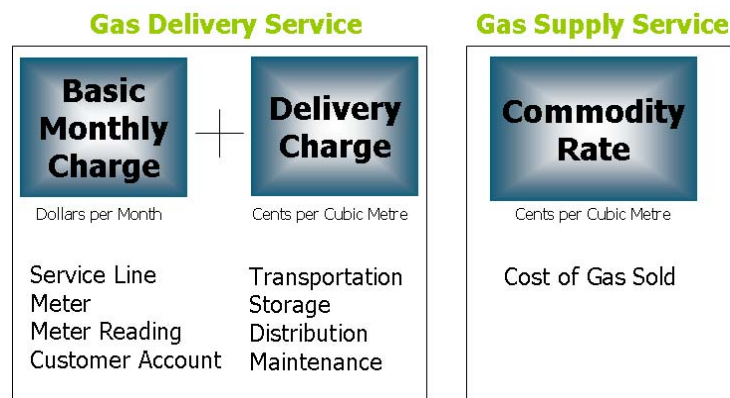 Gas Delivery Service
Basic
Monthly
Charge
Dollars per Month
Service Line
Meter
Meter Reading
Customer Account
Delivery
Charge
Cents per Cubic Metre
Transportation
Storage
Distribution
Maintenance
Gas Supply Service
Commodity
Rate
Cents per Cubic Metre
Cost of Gas Sold